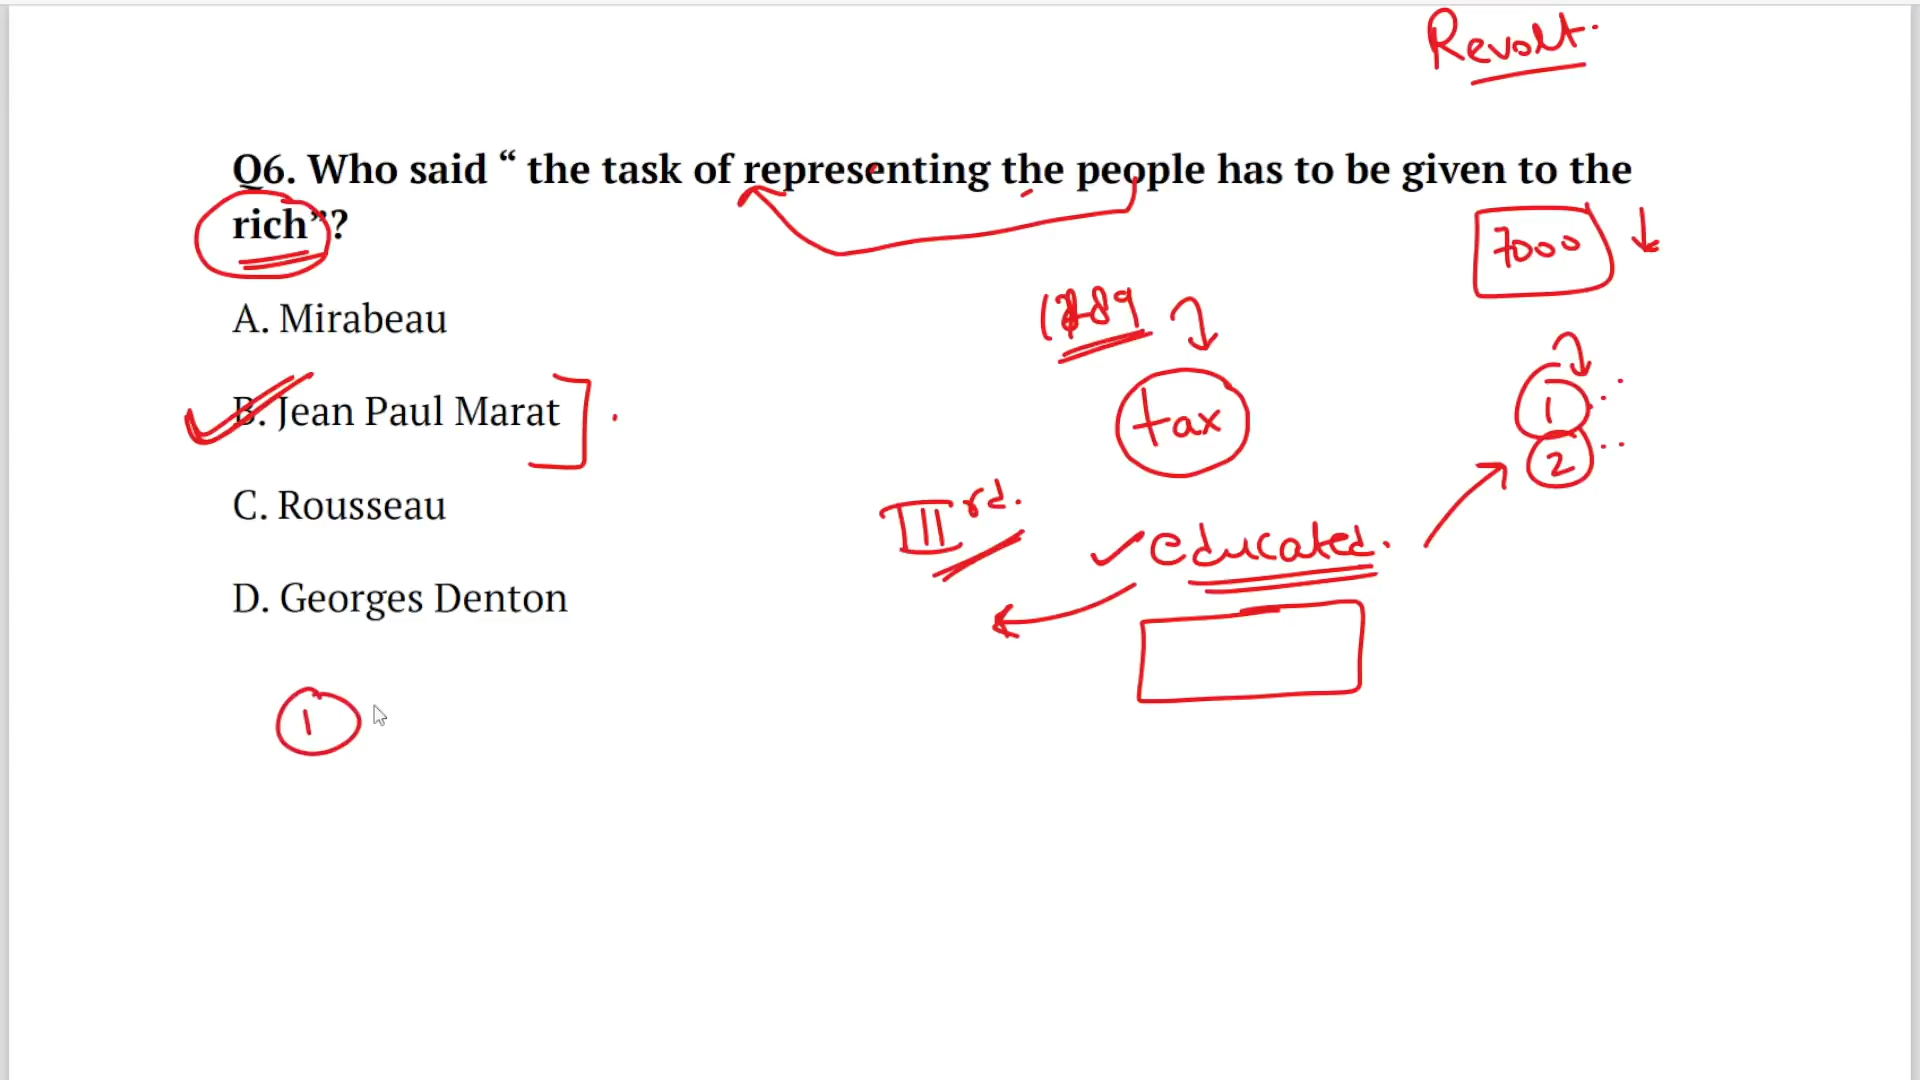 Revolt.
Q6. Who said “ the task of representing the people has to be given to the
rich”?
7000
A. Mirabeau
1789
1
B. Jean Paul Marat
tax
2
C. Rousseau
IIIrd.
educated.
D. Georges Denton
1